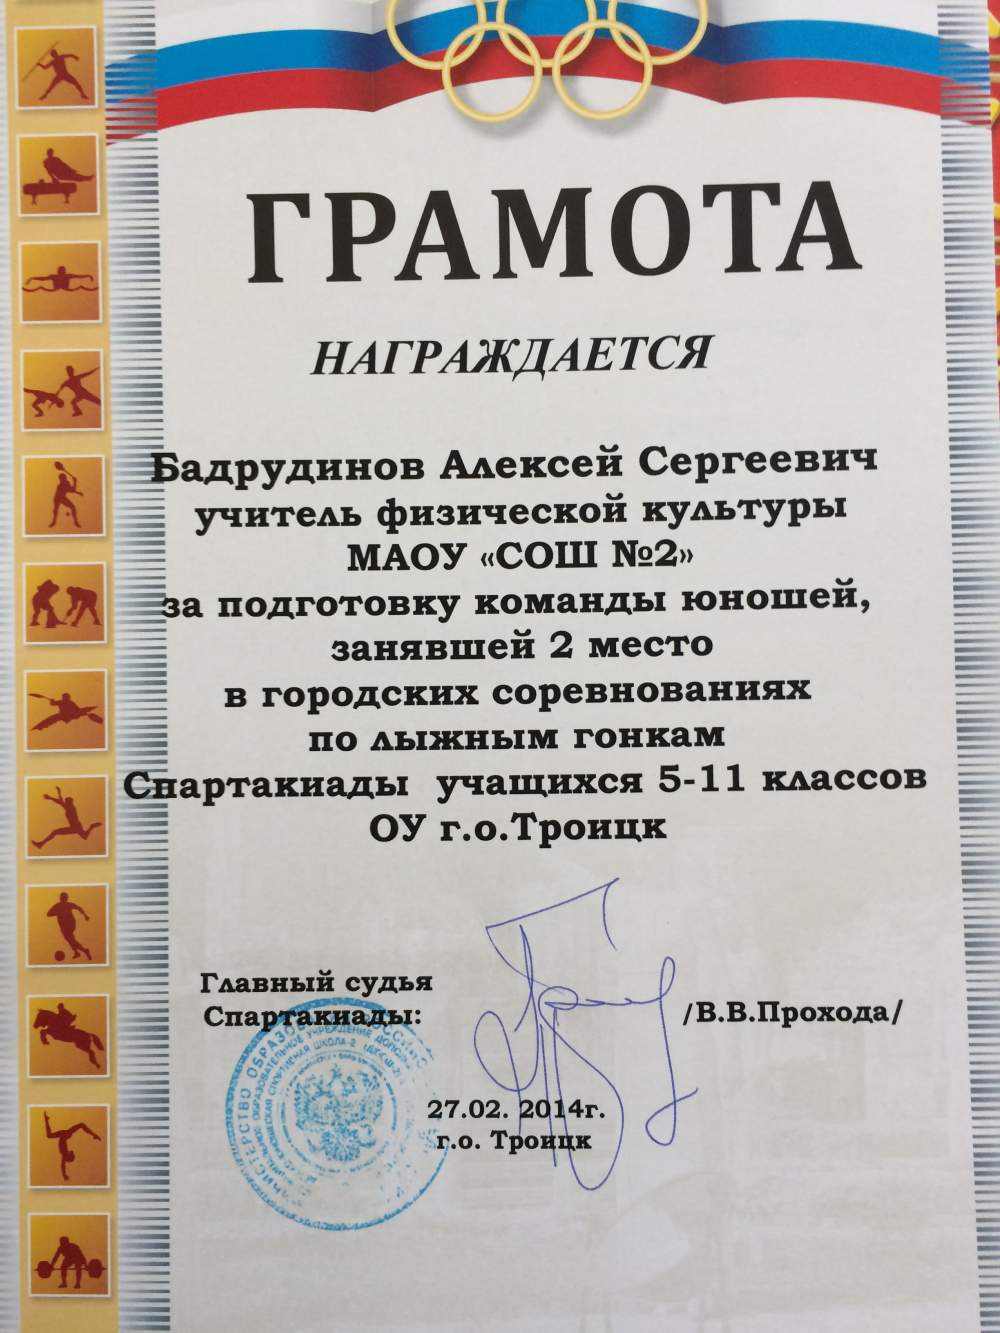 ГРАМОТА
НАГРАЖДАЕТСЯ
Бадрудинов Алексей Сергеевич
учитель физической культуры
МАОУ «СОШ №2»
за подготовку команды юношей,
занявшей 2 место
в городских соревнованиях
по лыжным гонкам
Спартакиады учащихся 5-11 классов
ОУ г.о.Троицк
Главный судья
Спартакиады:
/В.В.Прохода/
27.02. 2014г.
г.о. Троицк